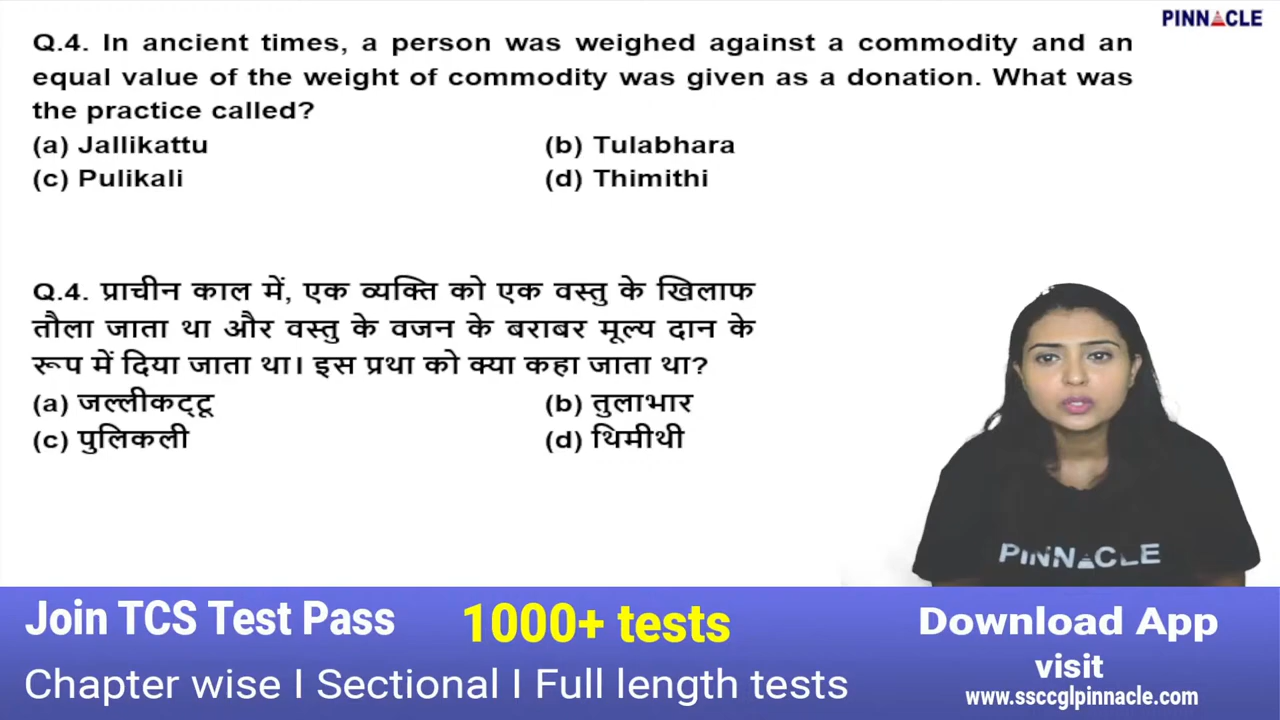 PINNACLE
Q.4. In ancient times, a person was weighed against a commodity and an
equal value of the weight of commodity was given as a donation. What was
the practice called?
(a) Jallikattu (b) Tulabhara
(c) Pulikali (d) Thimithi
Q.4. प्राचीन काल में, एक व्यक्ति को एक वस्तु के खिलाफ
तौला जाता था और वस्तु के वजन के बराबर मूल्य दान के
रूप में दिया जाता था। इस प्रथा को क्या कहा जाता था?
(a) जल्लीकट्टू (b) तुलाभार
(c) पुलिकली (d) थिमीथी
PINNACLE
Join TCS Test Pass 1000+ tests
Chapter wise I Sectional I Full length tests
Download App
visit
www.ssccglpinnacle.com